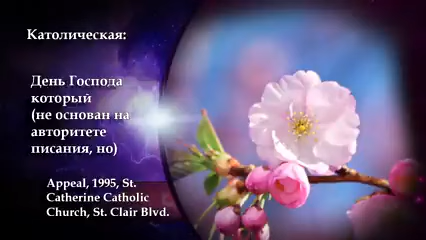 Католическая:
День Господа
который
(не основан на
авторитете
писания, но)
Appeal, 1995, St.
Catherine Catholic
Church, St. Clair Blvd.